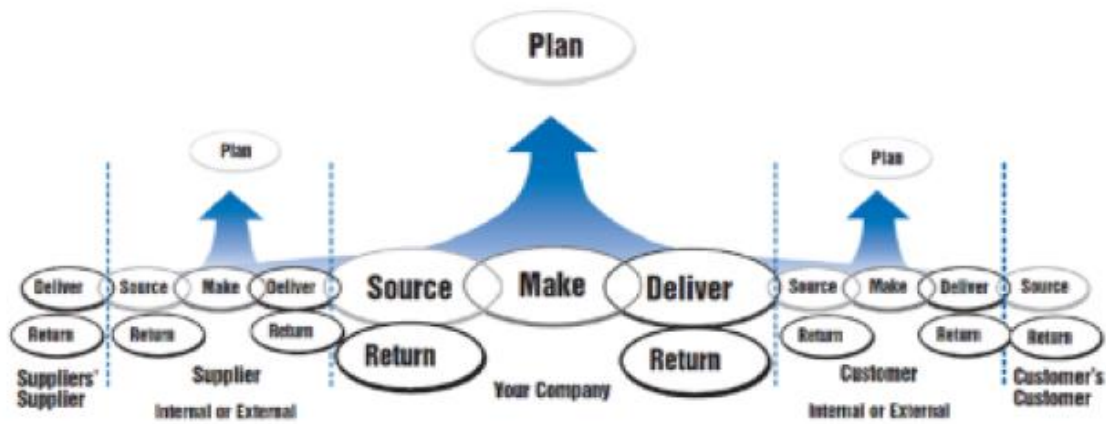 Plan
Plan
Plan
Deliver
Source
Make
Deliver
Source
Make
Deliver
Source
Make
Deliver
Source
Return
Return
Return
Return
Return
Return
Return
Return
Suppliers'
Supplier
Supplier
Internal or External
Your Company
Customer
Internal or External
Customer's
Customer